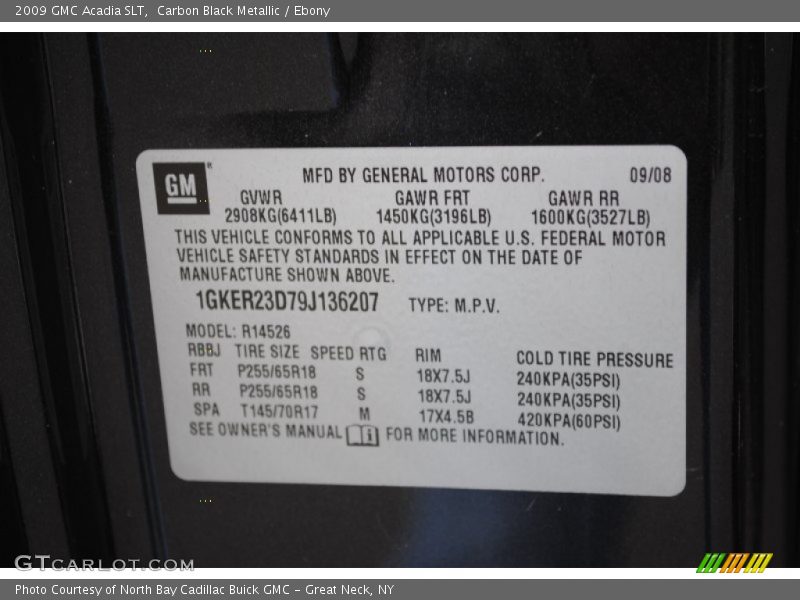 2009 GMC Acadia SLT, Carbon Black Metallic / Ebony
GM
MFD BY GENERAL MOTORS CORP. 09/08
GVWR GAWR FRT GAWR RR
2908KG(6411LB) 1450KG(3196LB) 1600KG(3527LB)
THIS VEHICLE CONFORMS TO ALL APPLICABLE U.S. FEDERAL MOTOR
VEHICLE SAFETY STANDARDS IN EFFECT ON THE DATE OF
MANUFACTURE SHOWN ABOVE.
1GKER23D79J136207 TYPE: M.P.V.
MODEL: R14526
RBBJ TIRE SIZE SPEED RTG RIM COLD TIRE PRESSURE
FRT P255/65R18 S 18X7.5J 240KPA(35PSI)
RR P255/65R18 S 18X7.5J 240KPA(35PSI)
SPA T145/70R17 M 17X4.5B 420KPA(60PSI)
SEE OWNER'S MANUAL i FOR MORE INFORMATION.
GTCARLOT.COM
Photo Courtesy of North Bay Cadillac Buick GMC - Great Neck, NY